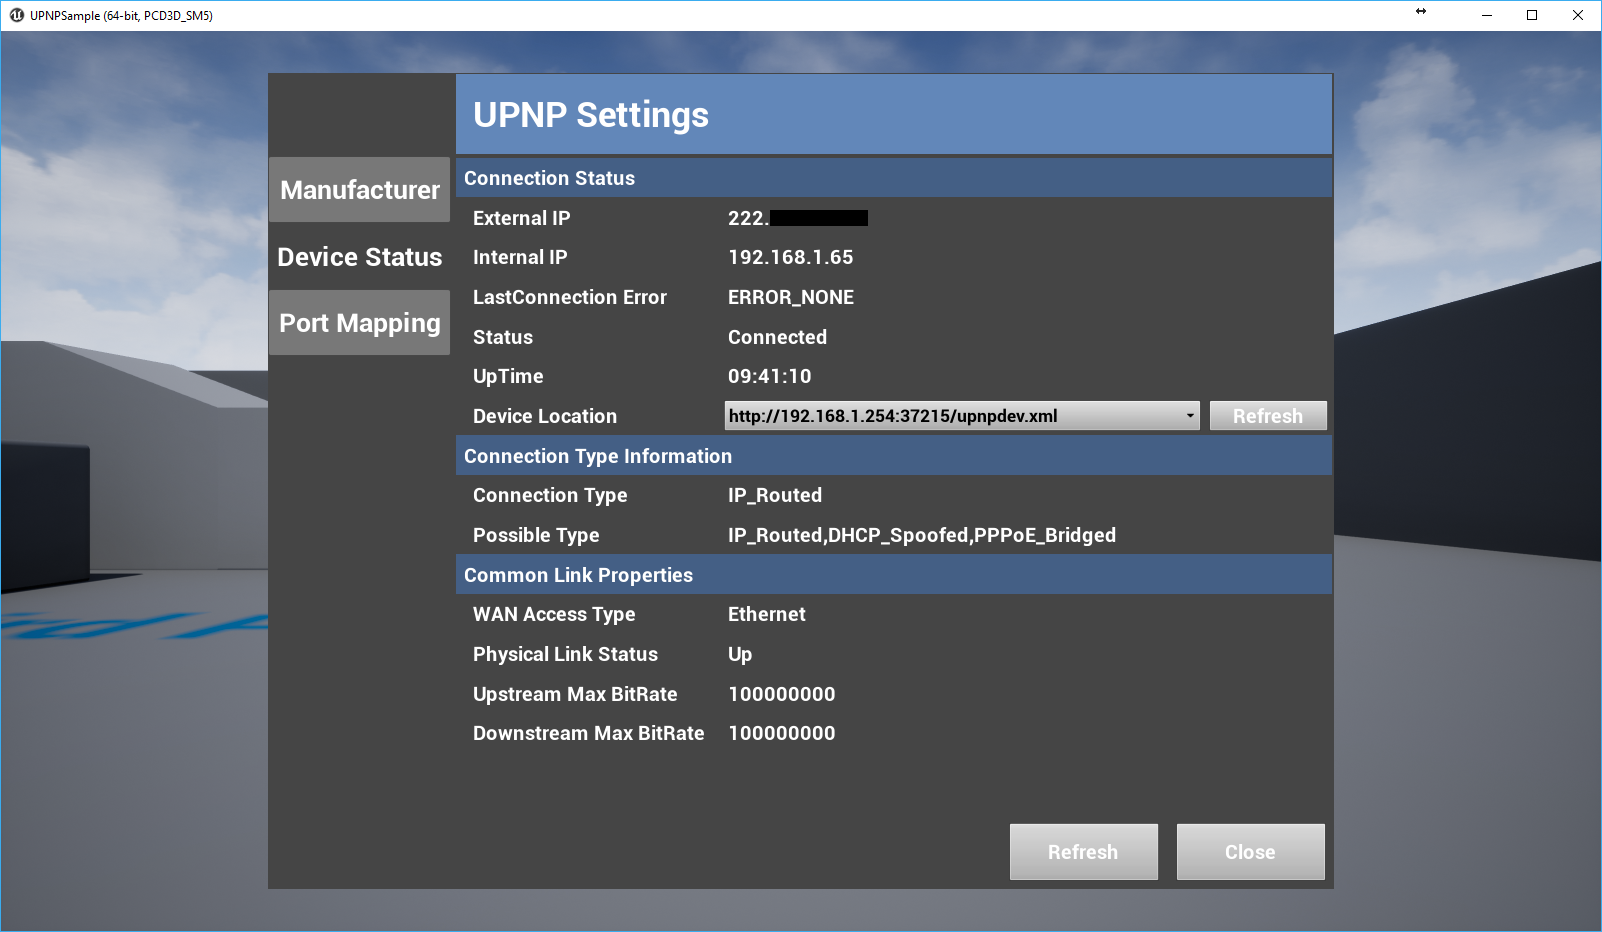 UPNPSample (64-bit, PCD3D_SM5)
UPNP Settings
Manufacturer
Device Status
Port Mapping
Connection Status
External IP 222.
Internal IP 192.168.1.65
LastConnection Error ERROR_NONE
Status Connected
UpTime 09:41:10
Device Location http://192.168.1.254:37215/upnpdev.xml Refresh
Connection Type Information
Connection Type IP_Routed
Possible Type IP_Routed,DHCP_Spoofed,PPPoE_Bridged
Common Link Properties
WAN Access Type Ethernet
Physical Link Status Up
Upstream Max BitRate 100000000
Downstream Max BitRate 100000000
Refresh Close